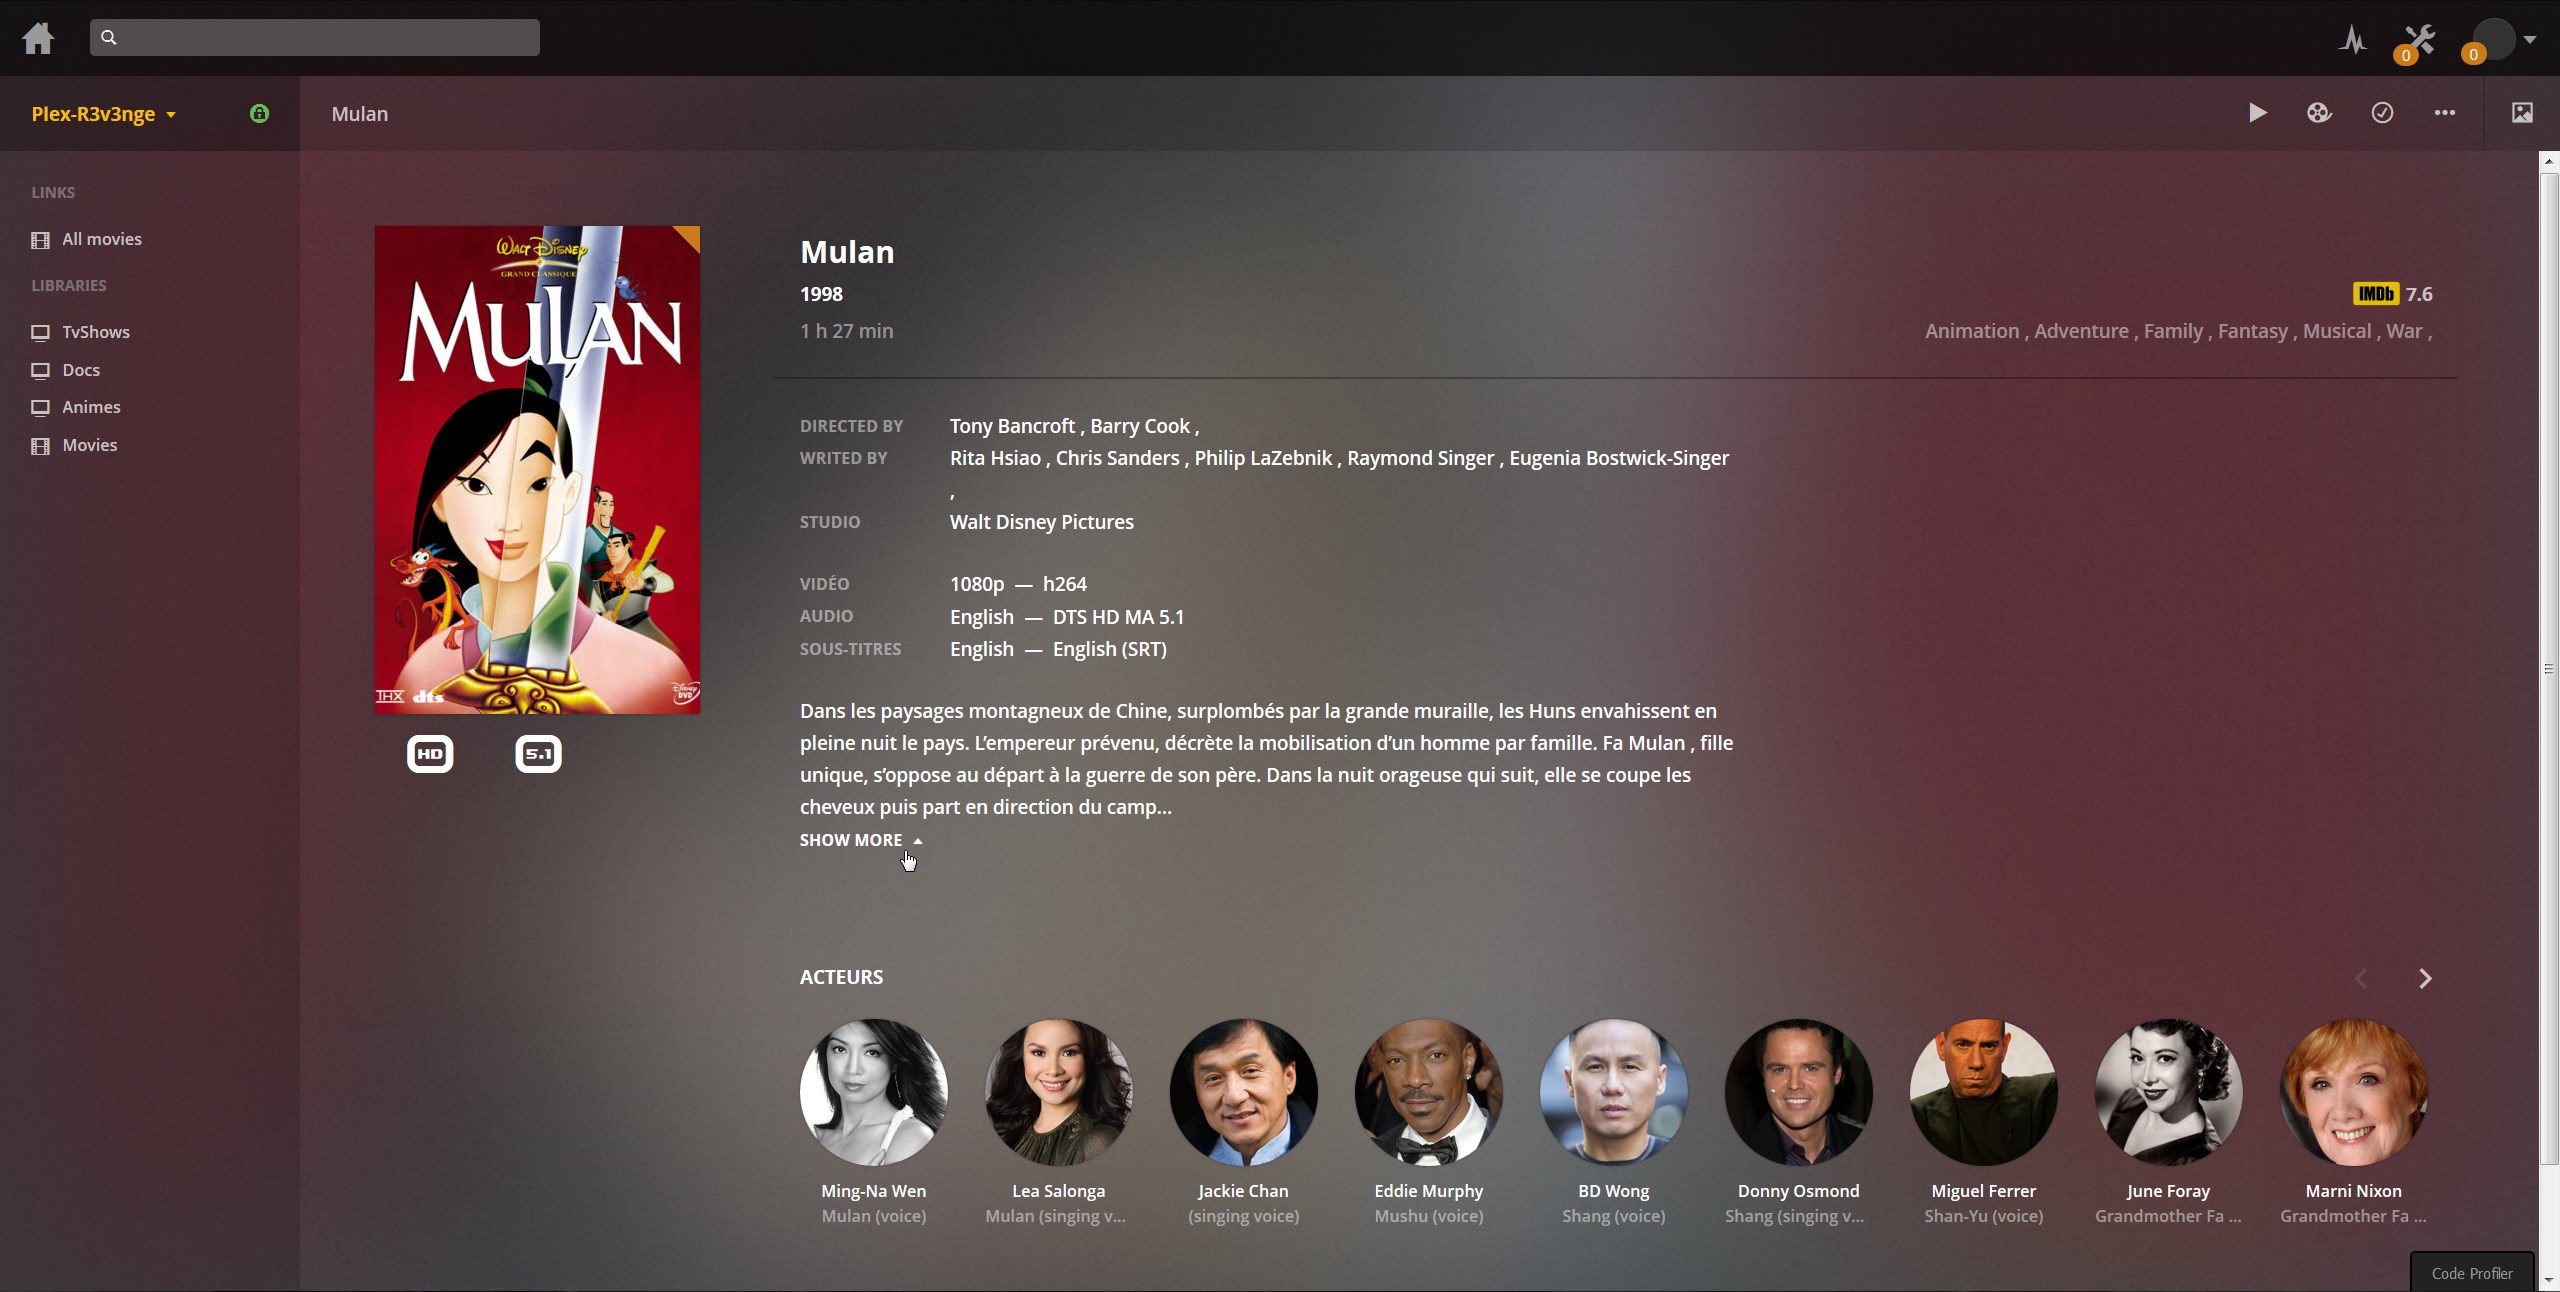 0
0
Plex-R3v3nge
Mulan
LINKS
All movies
LIBRARIES
TvShows
Docs
Animes
Movies
WALT DISNEY
GRAND CLASSIQUE
MULAN
THX dts
Disney DVD
HD 5.1
Mulan
1998
IMDb 7.6
1 h 27 min
Animation , Adventure , Family , Fantasy , Musical , War ,
DIRECTED BY Tony Bancroft , Barry Cook ,
WRITED BY Rita Hsiao , Chris Sanders , Philip LaZebnik , Raymond Singer , Eugenia Bostwick-Singer
,
STUDIO Walt Disney Pictures
VIDÉO 1080p — h264
AUDIO English — DTS HD MA 5.1
SOUS-TITRES English — English (SRT)
Dans les paysages montagneux de Chine, surplombés par la grande muraille, les Huns envahissent en
pleine nuit le pays. L’empereur prévenu, décrète la mobilisation d’un homme par famille. Fa Mulan , fille
unique, s’oppose au départ à la guerre de son père. Dans la nuit orageuse qui suit, elle se coupe les
cheveux puis part en direction du camp...
SHOW MORE
ACTEURS
Ming-Na Wen
Mulan (voice)
Lea Salonga
Mulan (singing v...
Jackie Chan
(singing voice)
Eddie Murphy
Mushu (voice)
BD Wong
Shang (voice)
Donny Osmond
Shang (singing v...
Miguel Ferrer
Shan-Yu (voice)
June Foray
Grandmother Fa ...
Marni Nixon
Grandmother Fa ...
Code Profiler